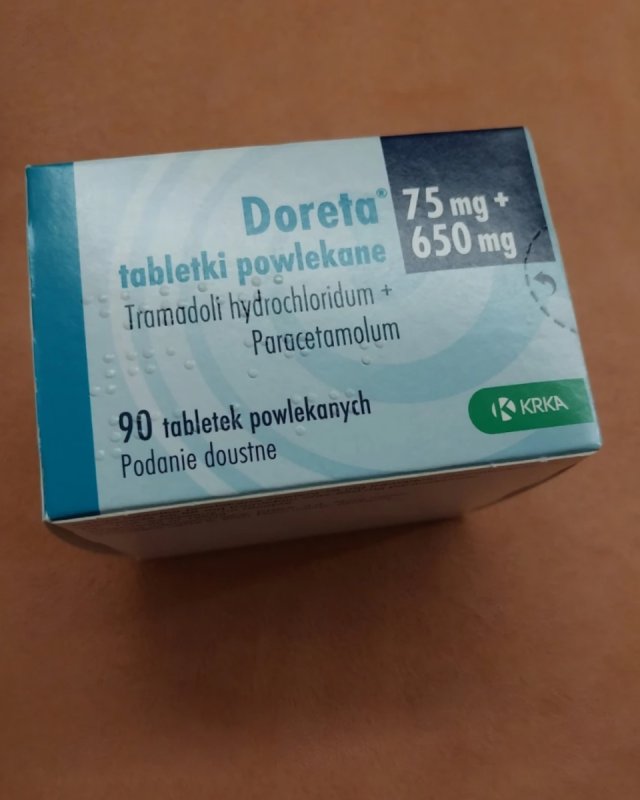 Doreta®
75 mg +
650 mg
tabletki powlekane
Tramadoli hydrochloridum +
Paracetamolum
90 tabletek powlekanych
Podanie doustne
KRKA